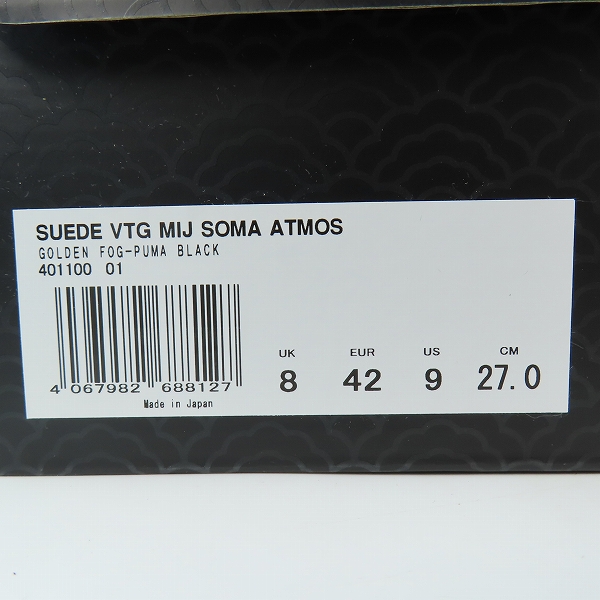 SUEDE VTG MIJ SOMA ATMOS
GOLDEN FOG-PUMA BLACK
401100 01
4 067982 688127
Made in Japan
UK EUR US CM
8 42 9 27.0